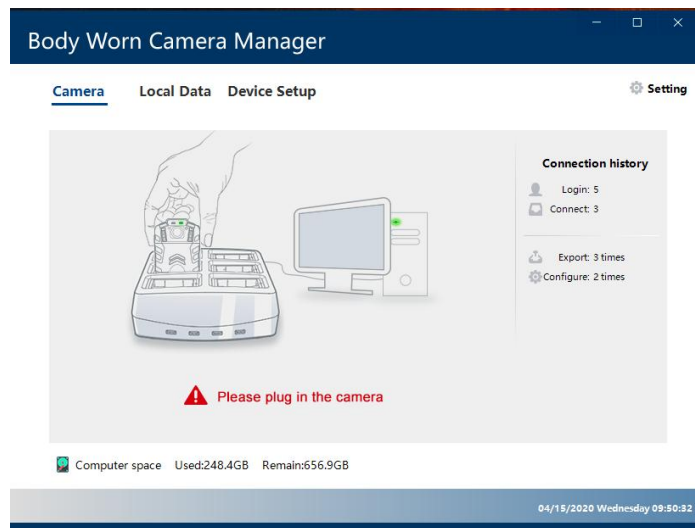 Body Worn Camera Manager
Camera Local Data Device Setup Setting
Connection history
Login: 5
Connect: 3
Export: 3 times
Configure: 2 times
Please plug in the camera
Computer space Used:248.4GB Remain:656.9GB
04/15/2020 Wednesday 09:50:32